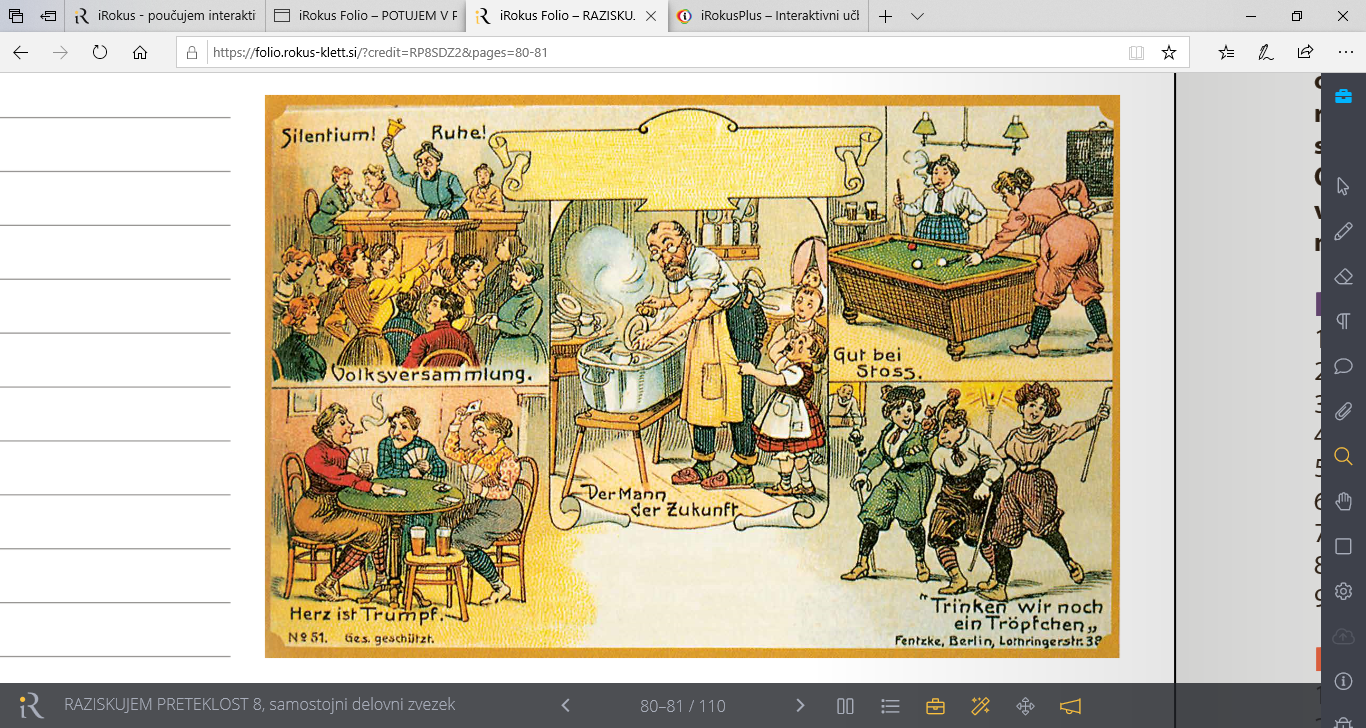 iRokus - poučujem interakti
iRokus Folio – POTUJEM V P
iRokus Folio – RAZISKU.
iRokusPlus – Interaktivni učl
https://folio.rokus-klett.si/?credit=RP8SDZ2&pages=80-81
Silentium! Ruhe!
Volksversammlung.
Gut bei
Stoss.
Der Mann
der Zukunft
Herz ist Trumpf.
"Trinken wir noch
ein Tröpfchen„
No 51. Ges. geschützt.
Fentzke, Berlin, Lothringerstr. 38
RAZISKUJEM PRETEKLOST 8, samostojni delovni zvezek
80–81 / 110